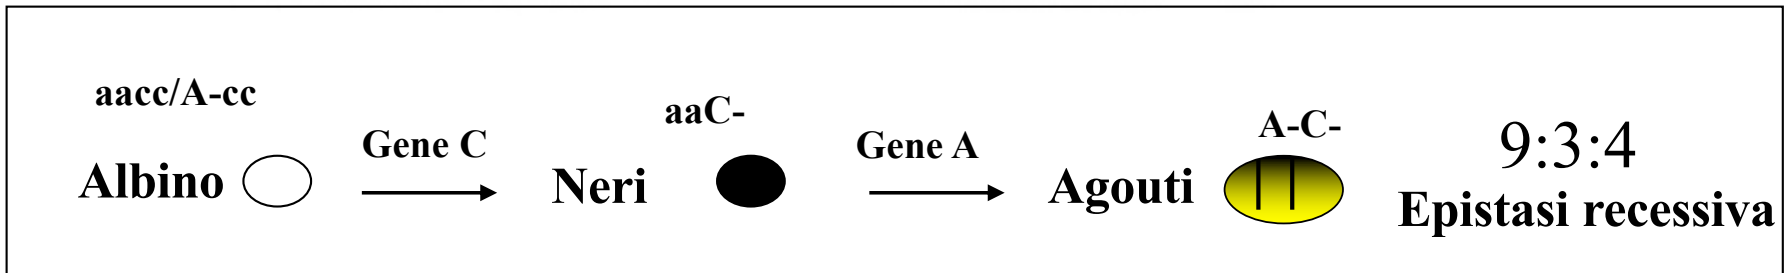 aacc/A-cc
Albino
Gene C
aaC-
Neri
Gene A
A-C-
Agouti
9:3:4
Epistasi recessiva